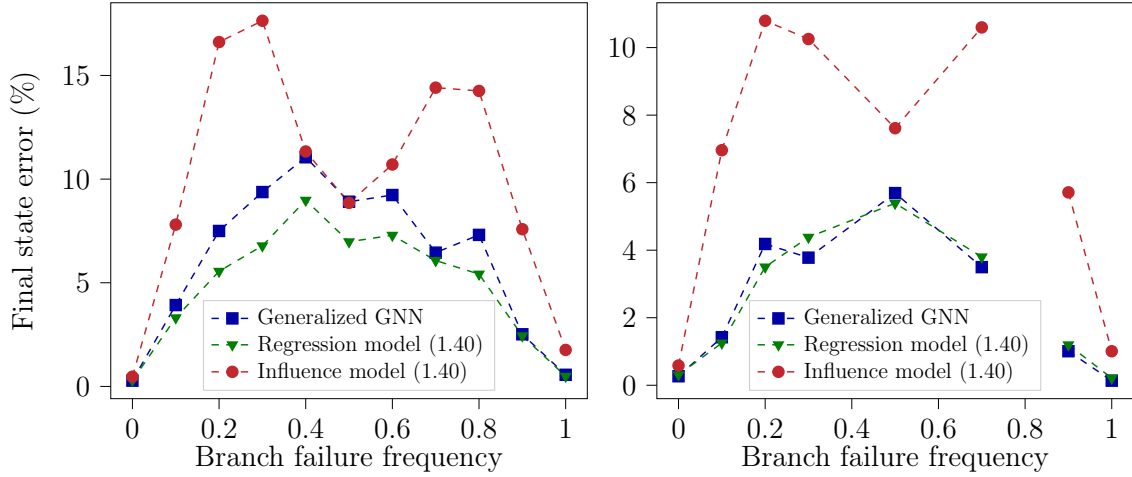 Final state error (%)
15
10
5
0
Generalized GNN
Regression model (1.40)
Influence model (1.40)
0 0.2 0.4 0.6 0.8 1
Branch failure frequency
10
8
6
4
2
0
Generalized GNN
Regression model (1.40)
Influence model (1.40)
0 0.2 0.4 0.6 0.8 1
Branch failure frequency